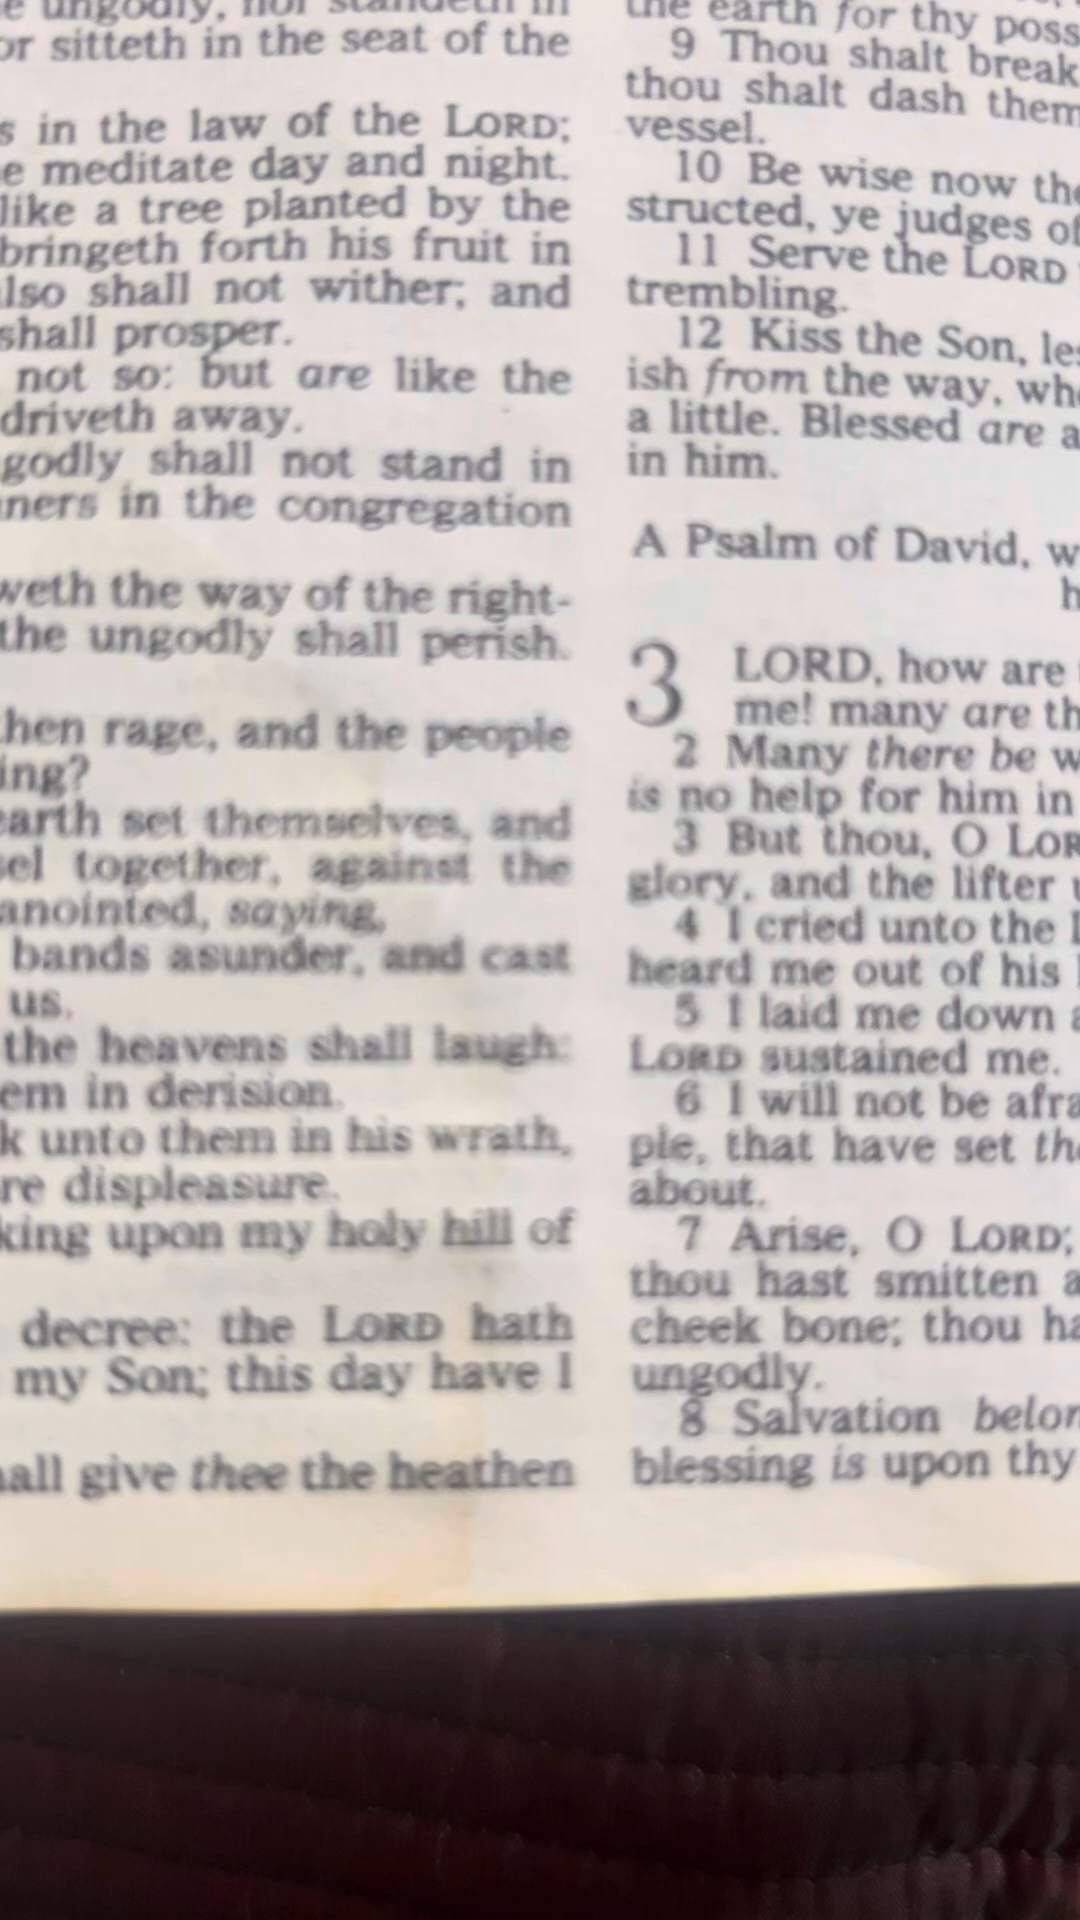 ungodly, nor standeth in
or sitteth in the seat of the
s in the law of the LORD;
e meditate day and night.
like a tree planted by the
bringeth forth his fruit in
lso shall not wither; and
shall prosper.
not so: but are like the
driveth away.
godly shall not stand in
ners in the congregation
weth the way of the right-
the ungodly shall perish.
hen rage, and the people
ing?
earth set themselves, and
sel together, against the
anointed, saying,
bands asunder, and cast
us.
the heavens shall laugh:
em in derision.
k unto them in his wrath,
re displeasure.
king upon my holy hill of
decree: the LORD hath
my Son; this day have I
all give thee the heathen
the earth for thy poss
9 Thou shalt break
thou shalt dash them
vessel.
10 Be wise now the
structed, ye judges of
11 Serve the LORD
trembling.
12 Kiss the Son, les
ish from the way, whe
a little. Blessed are a
in him.
A Psalm of David, w
h
3 LORD, how are
me! many are th
2 Many there be w
is no help for him in
3 But thou, O LOR
glory, and the lifter u
4 I cried unto the L
heard me out of his
5 I laid me down a
LORD sustained me.
6 I will not be afra
ple, that have set the
about.
7 Arise, O LORD;
thou hast smitten a
cheek bone; thou ha
ungodly.
8 Salvation belon
blessing is upon thy